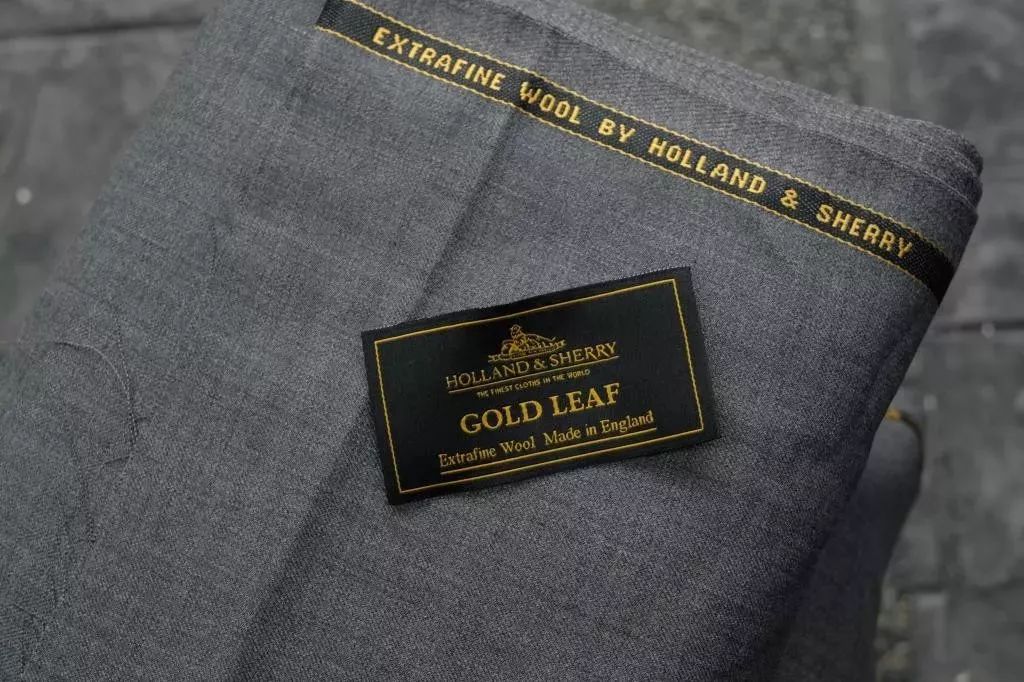 EXTRAFINE WOOL BY HOLLAND & SHERRY
HOLLAND & SHERRY
THE FINEST CLOTHS IN THE WORLD
GOLD LEAF
Extrafine Wool Made in England